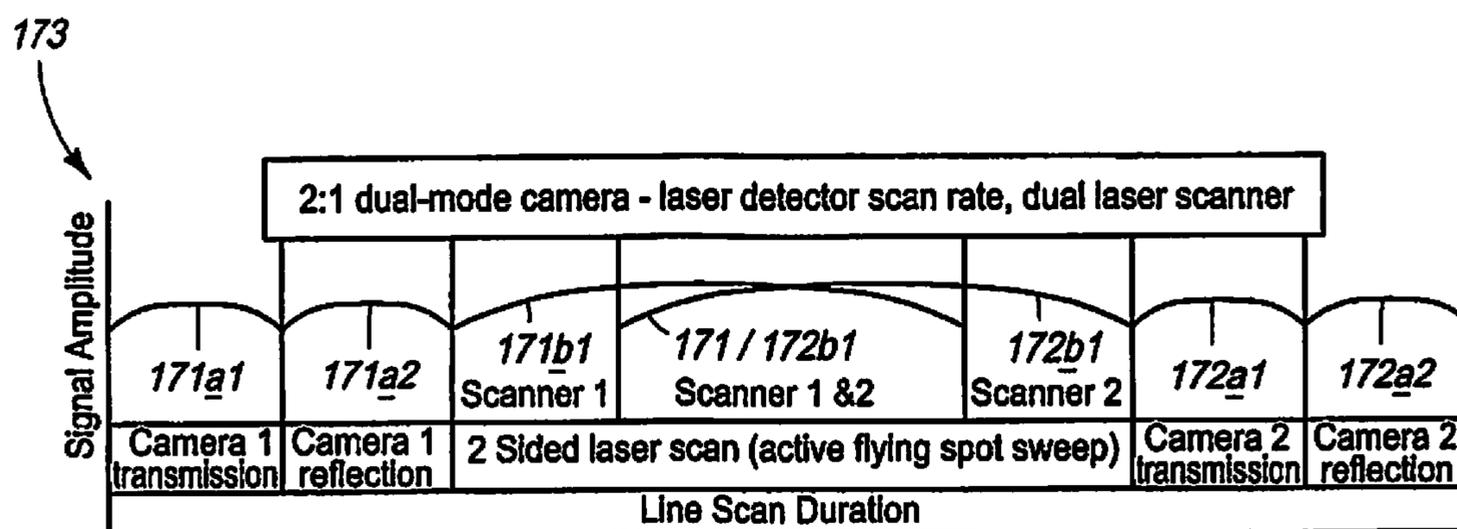 173
2:1 dual-mode camera - laser detector scan rate, dual laser scanner
Signal Amplitude
171a1
171a2
171b1
171 / 172b1
172b1
172a1
172a2
Scanner 1
Scanner 1 &2
Scanner 2
Camera 1
transmission
Camera 1
reflection
2 Sided laser scan (active flying spot sweep)
Camera 2
transmission
Camera 2
reflection
Line Scan Duration